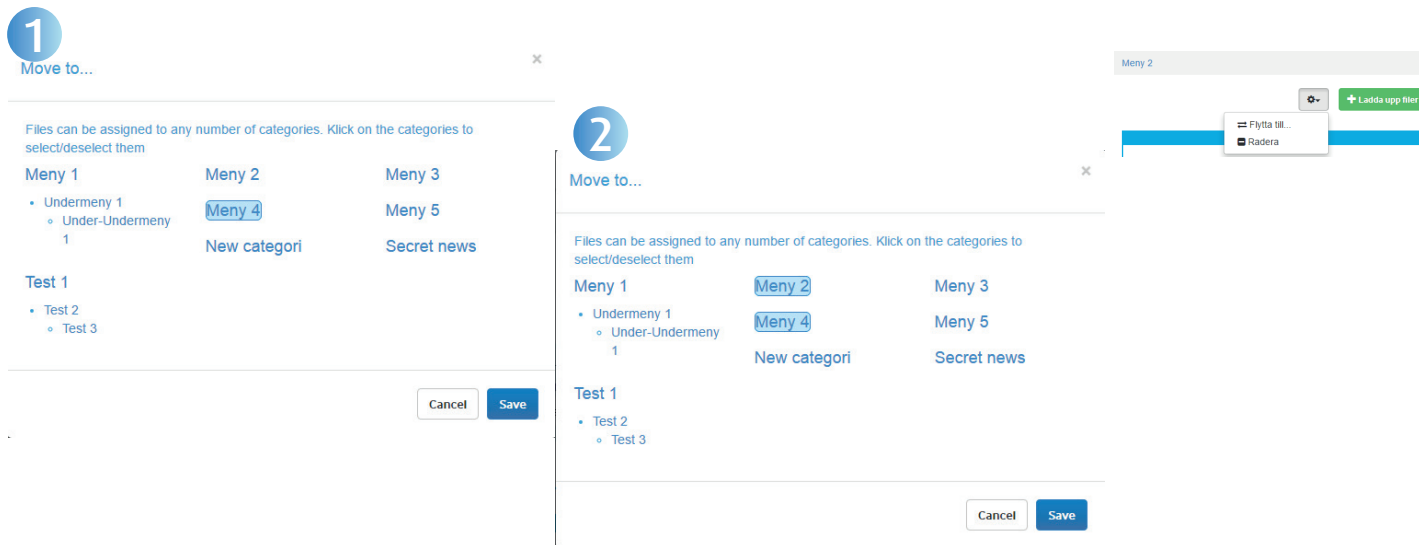 1
Move to...
×
Files can be assigned to any number of categories. Klick on the categories to
select/deselect them
Meny 1
Meny 2
Meny 3
Undermeny 1
Under-Undermeny
1
Meny 4
Meny 5
New categori
Secret news
Test 1
Test 2
Test 3
Cancel
Save
2
Move to...
×
Files can be assigned to any number of categories. Klick on the categories to
select/deselect them
Meny 1
Meny 2
Meny 3
Undermeny 1
Under-Undermeny
1
Meny 4
Meny 5
New categori
Secret news
Test 1
Test 2
Test 3
Cancel
Save
Meny 2
+ Ladda upp filer
Flytta till...
Radera